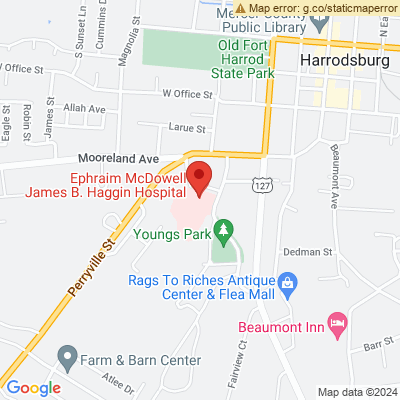 Map error: g.co/staticmaperror
S Sunset Ln
Cummins D
Magnolia St
Mercer County
Public Library
N E
Old Fort
Harrod
State Park
Harrodsburg
W Office St
W Office St
Allah Ave
Eagle St
Robin St
James St
Larue St
Mooreland Ave
Beaumont Ave
Ephraim McDowell
James B. Haggin Hospital
127
Youngs Park
Perryville St
Dedman St
Rags To Riches Antique
Center & Flea Mall
Beaumont Inn
Barr St
Farm & Barn Center
Fairview Ct
Atlee Dr
Google
Map data ©2024